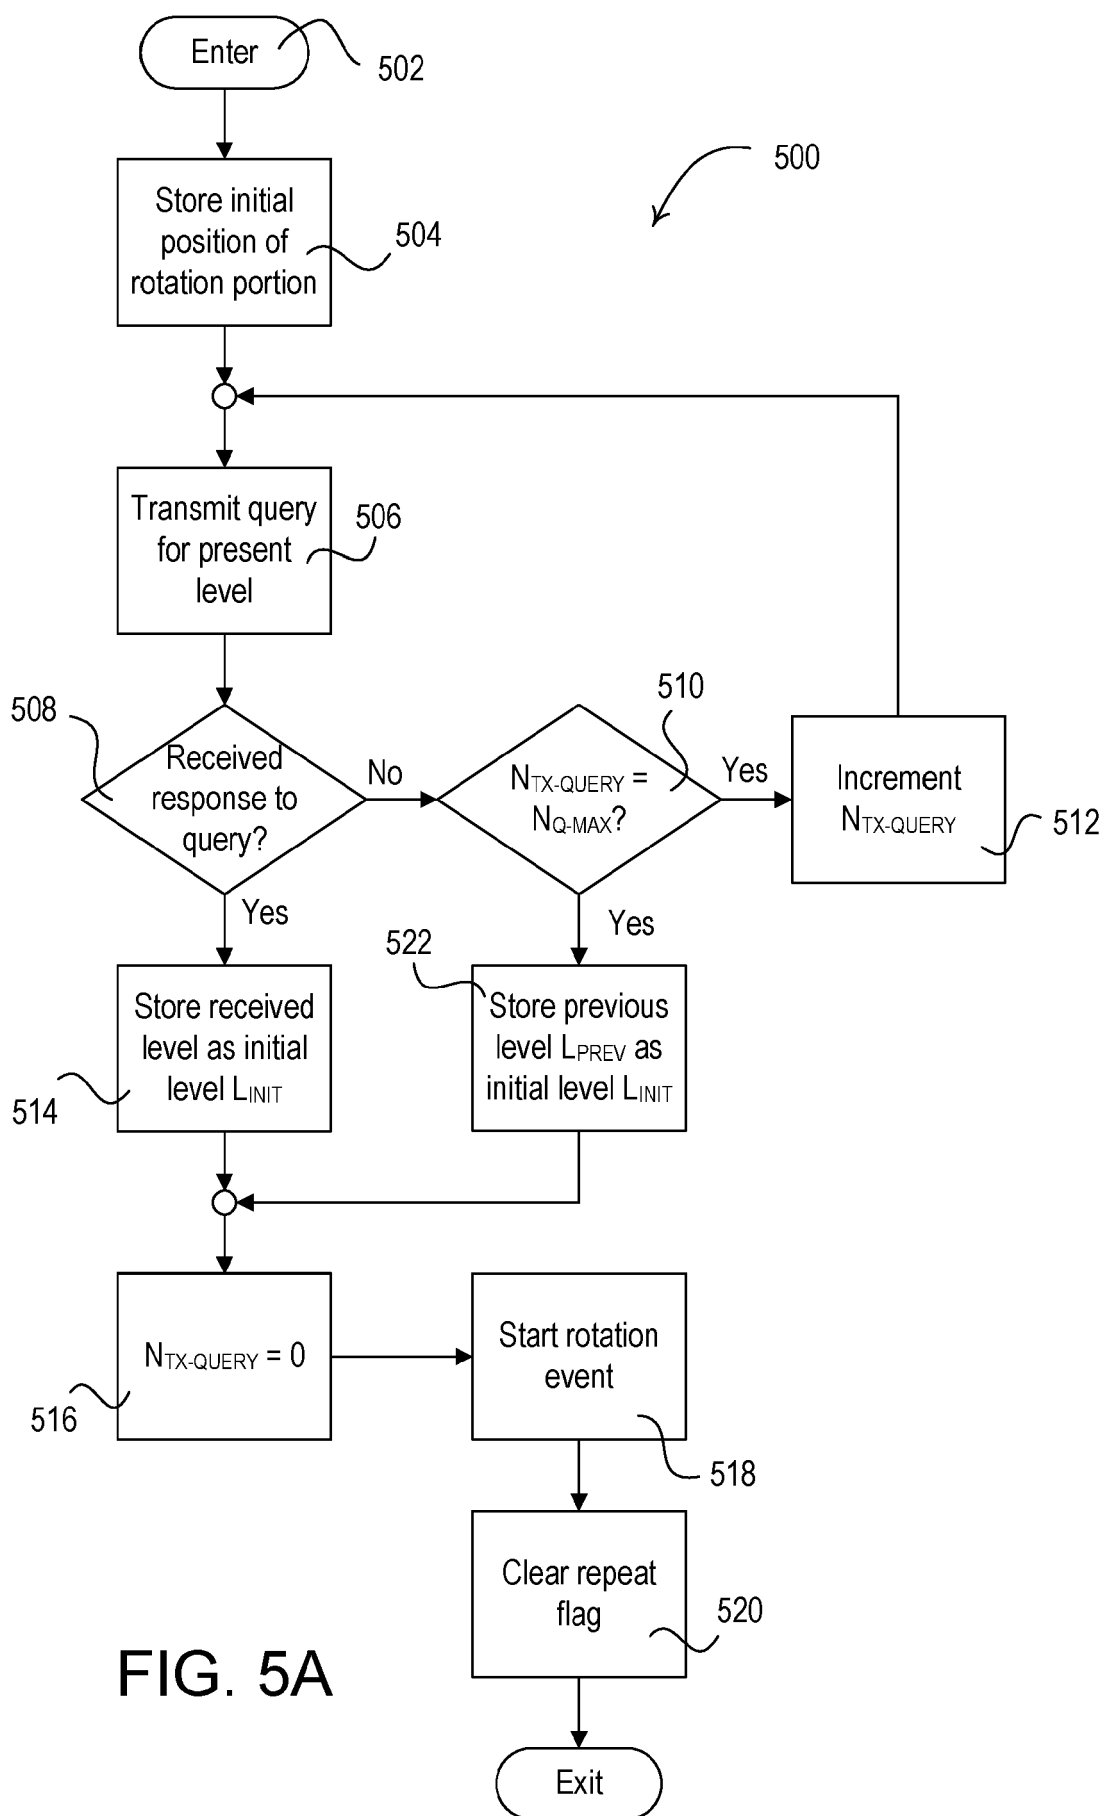 Enter
502
500
Store initial
position of
rotation portion
504
Transmit query
for present
level
506
508
Received
response to
query?
No
510
NTX-QUERY =
NQ-MAX?
Yes
Increment
NTX-QUERY
512
Yes
Yes
522
Store received
level as initial
level LINIT
514
Store previous
level LPREV as
initial level LINIT
NTX-QUERY = 0
516
Start rotation
event
518
Clear repeat
flag
520
FIG. 5A
Exit